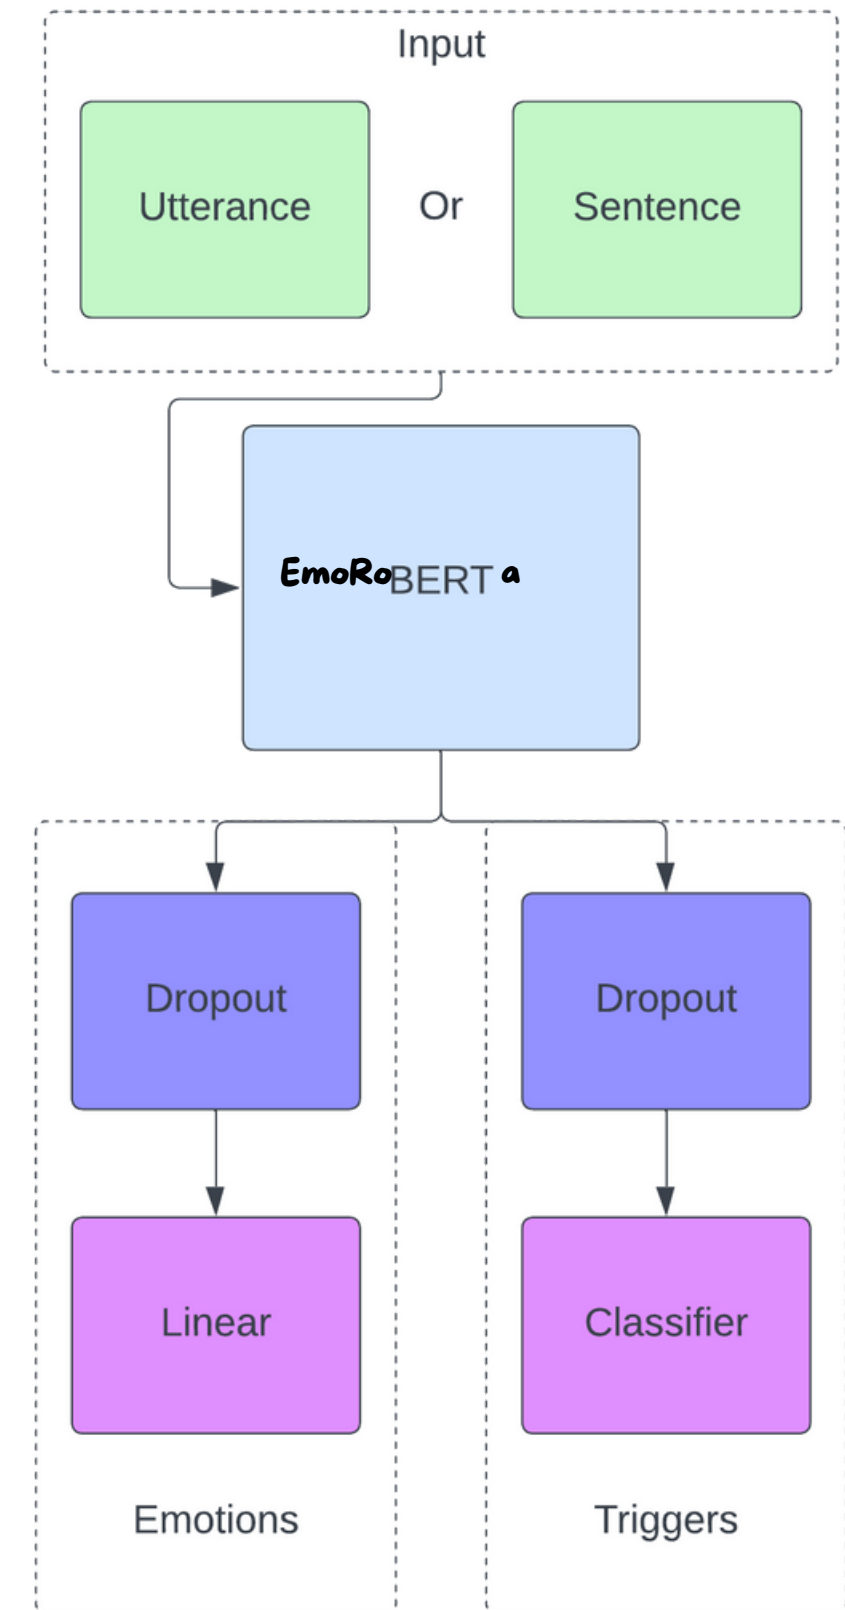 Input
Utterance Or Sentence
EmoRoBERTa
Dropout Dropout
Linear Classifier
Emotions Triggers